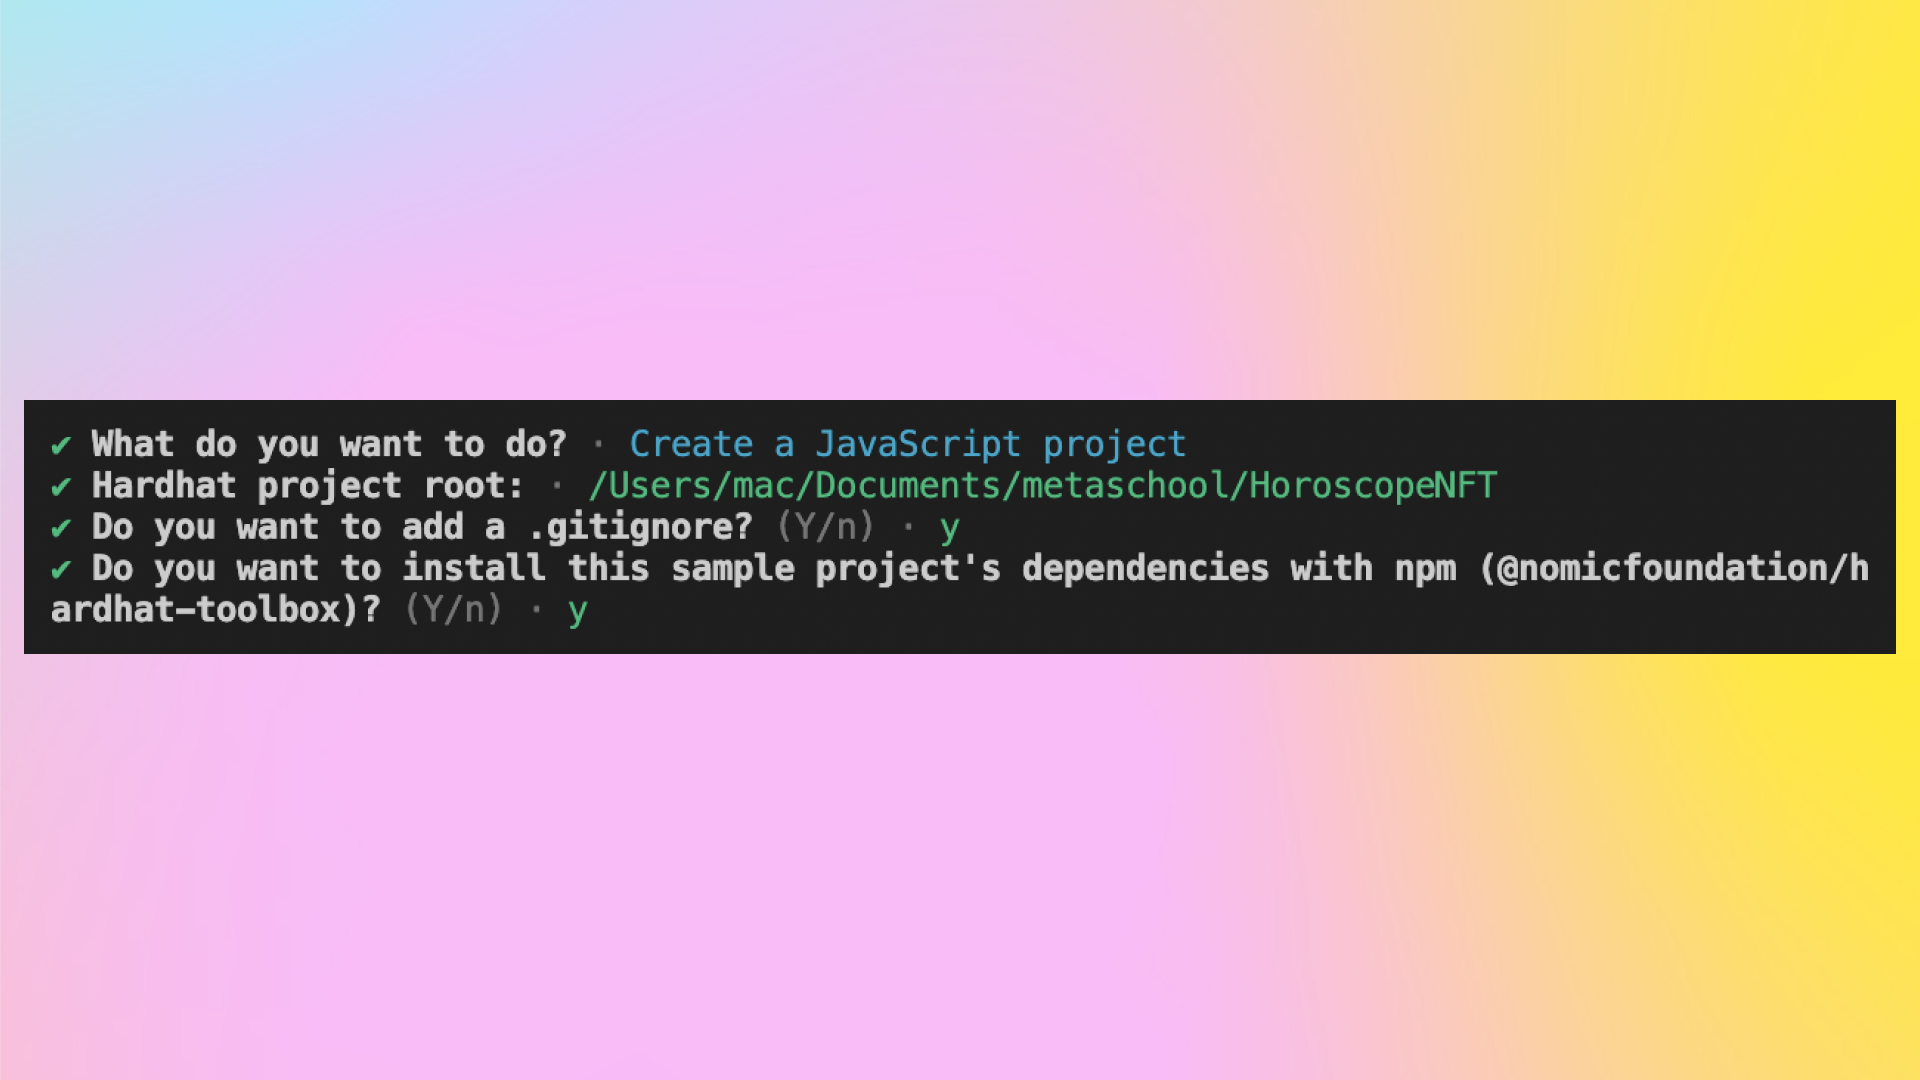 ✔ What do you want to do? · Create a JavaScript project
✔ Hardhat project root: · /Users/mac/Documents/metaschool/HoroscopeNFT
✔ Do you want to add a .gitignore? (Y/n) · y
✔ Do you want to install this sample project's dependencies with npm (@nomicfoundation/h
ardhat-toolbox)? (Y/n) · y